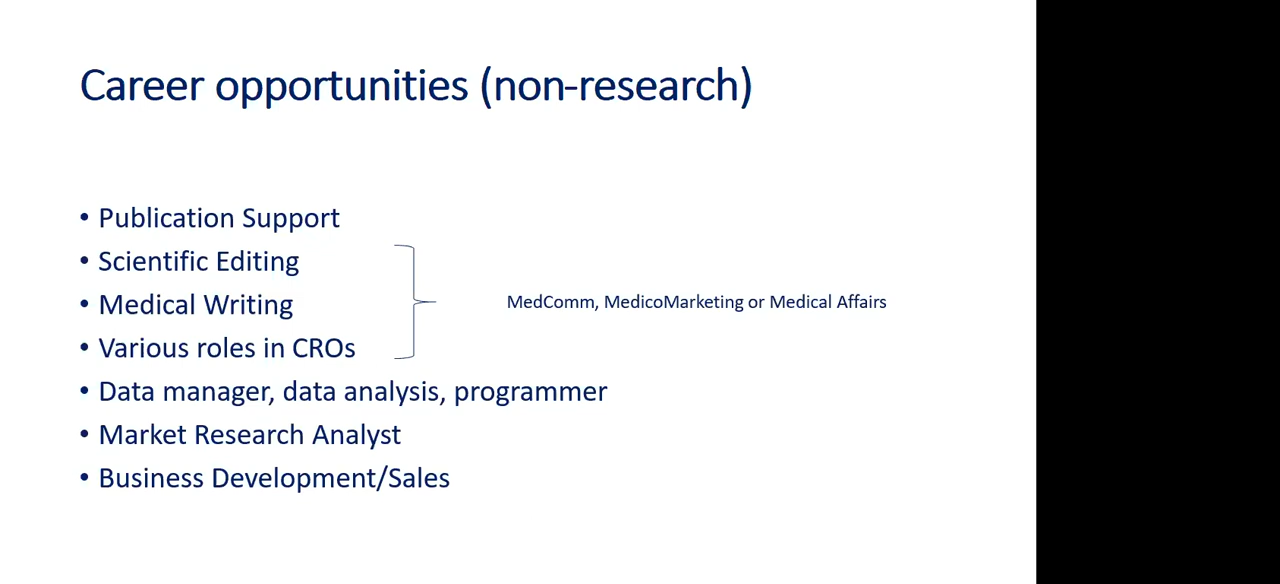 Career opportunities (non-research)
• Publication Support
• Scientific Editing
• Medical Writing
MedComm, MedicoMarketing or Medical Affairs
• Various roles in CROs
• Data manager, data analysis, programmer
• Market Research Analyst
• Business Development/Sales